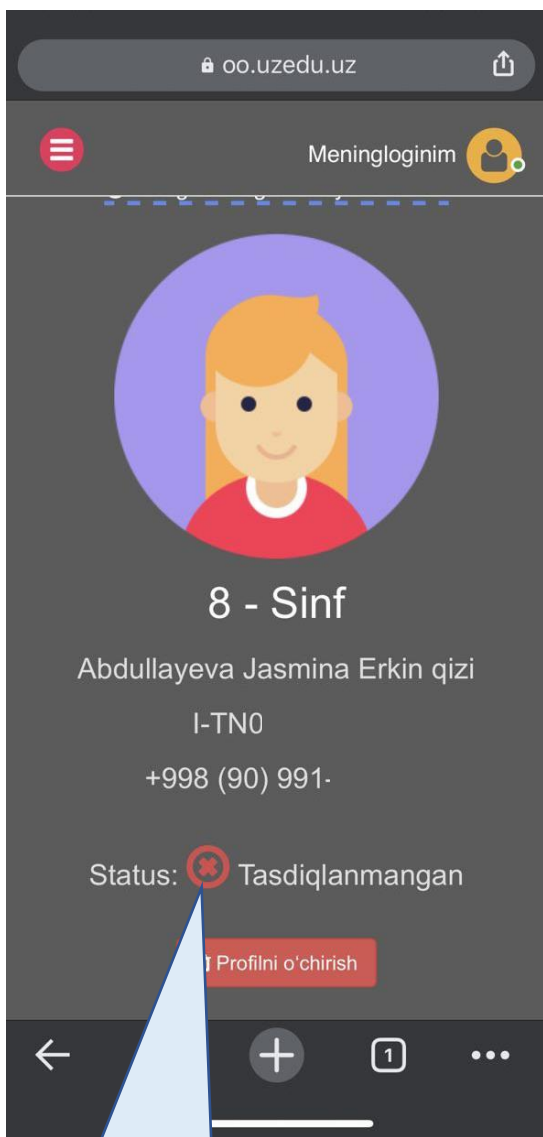 oo.uzedu.uz
Meningloginim
8 - Sinf
Abdullayeva Jasmina Erkin qizi
I-TN0
+998 (90) 991-
Status: Tasdiqlanmangan
Profilni o‘chirish
1